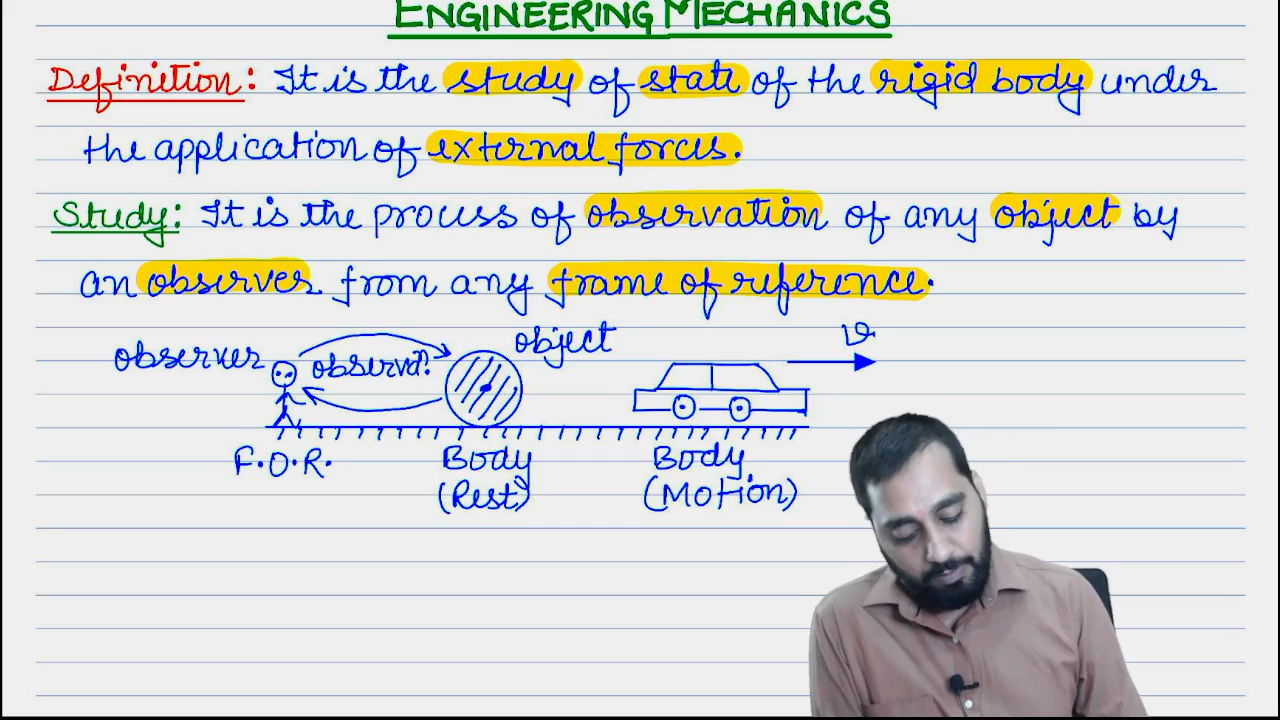 ENGINEERING MECHANICS
Definition: It is the study of state of the rigid body under
the application of external forces.
Study: It is the process of observation of any object by
an observer from any frame of reference.
observer observatn object v
F.O.R. Body Body
(Rest) (Motion)